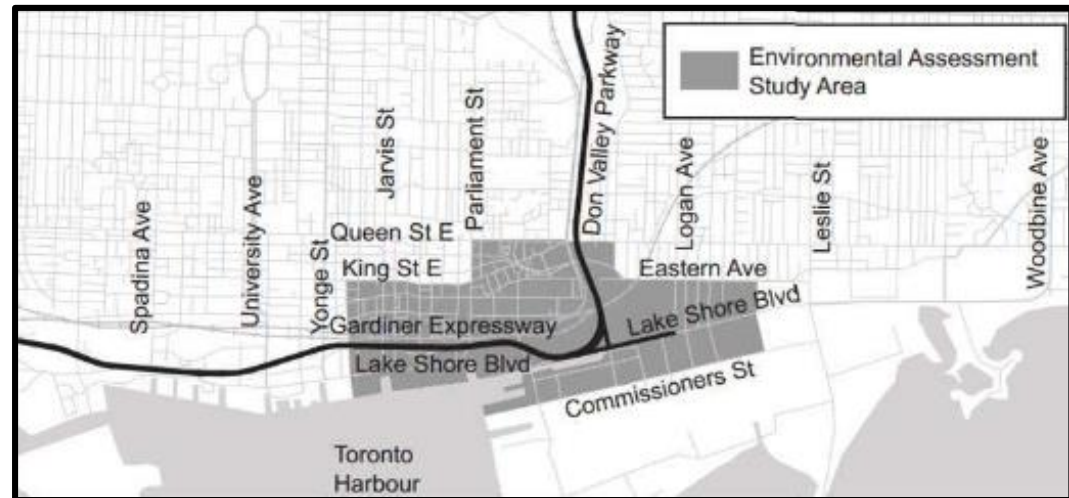 Environmental Assessment
Study Area
Spadina Ave
University Ave
Yonge St
Jarvis St
Parliament St
Don Valley Parkway
Logan Ave
Leslie St
Woodbine Ave
Queen St E
King St E
Eastern Ave
Gardiner Expressway
Lake Shore Blvd
Lake Shore Blvd
Commissioners St
Toronto
Harbour